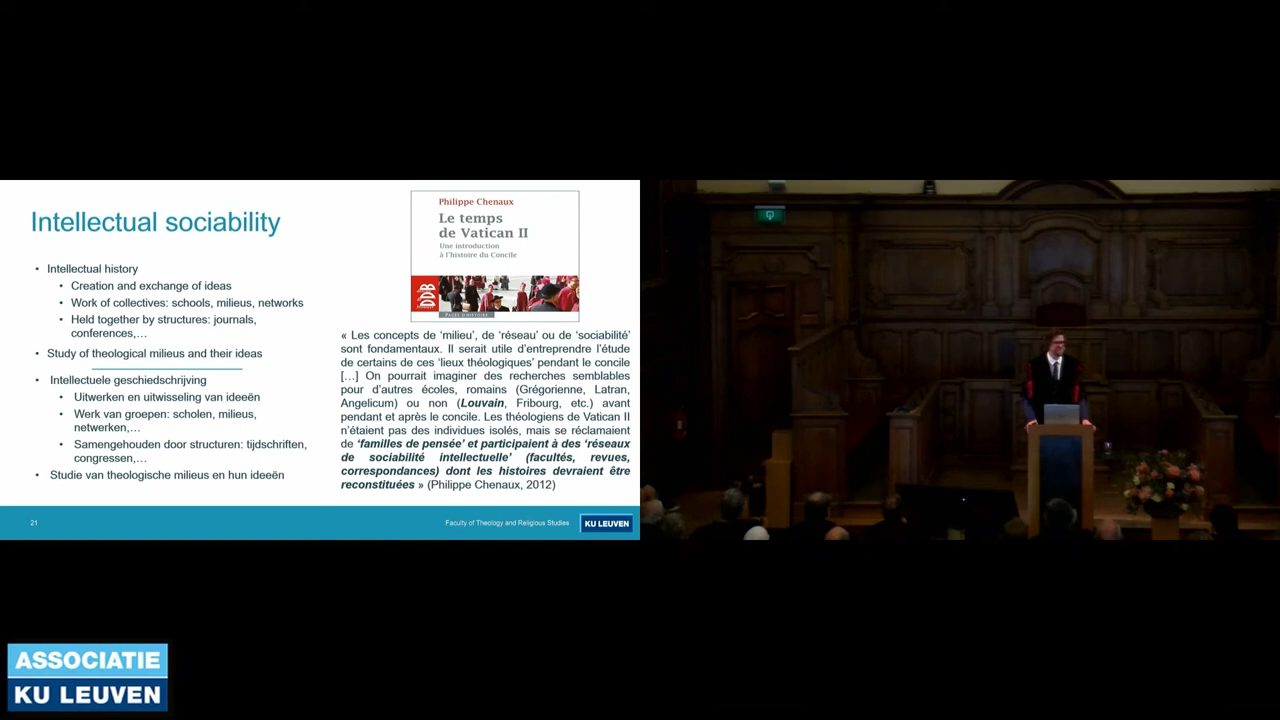 Intellectual sociability
• Intellectual history
• Creation and exchange of ideas
• Work of collectives: schools, milieus, networks
• Held together by structures: journals,
conferences,…
• Study of theological milieus and their ideas
• Intellectuele geschiedschrijving
• Uitwerken en uitwisseling van ideeën
• Werk van groepen: scholen, milieus,
netwerken,…
• Samengehouden door structuren: tijdschriften,
congressen,…
• Studie van theologische milieus en hun ideeën
Philippe Chenaux
Le temps
de Vatican II
Une introduction
à l'histoire du Concile
DDB
PAGES D'HISTOIRE
« Les concepts de 'milieu', de 'réseau' ou de 'sociabilité'
sont fondamentaux. Il serait utile d'entreprendre l'étude
de certains de ces 'lieux théologiques' pendant le concile
[…] On pourrait imaginer des recherches semblables
pour d'autres écoles, romains (Grégorienne, Latran,
Angelicum) ou non (Louvain, Fribourg, etc.) avant
pendant et après le concile. Les théologiens de Vatican II
n'étaient pas des individues isolés, mais se réclamaient
de 'familles de pensée' et participaient à des 'réseaux
de sociabilité intellectuelle' (facultés, revues,
correspondances) dont les histoires devraient être
reconstituées » (Philippe Chenaux, 2012)
21
Faculty of Theology and Religious Studies
KU LEUVEN
ASSOCIATIE
KU LEUVEN